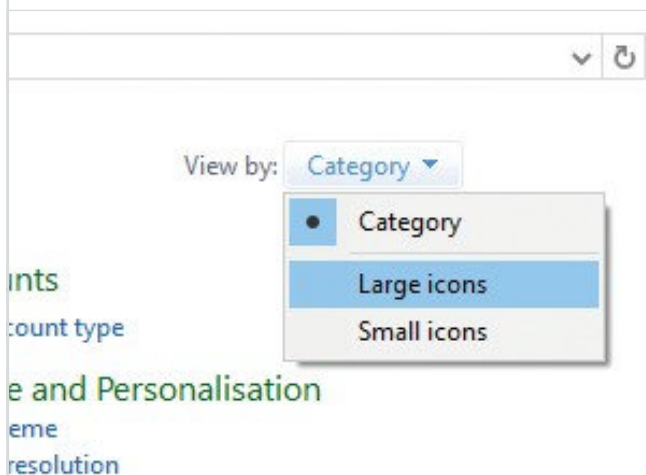 View by: Category
Category
Large icons
Small icons
unts
count type
e and Personalisation
eme
resolution